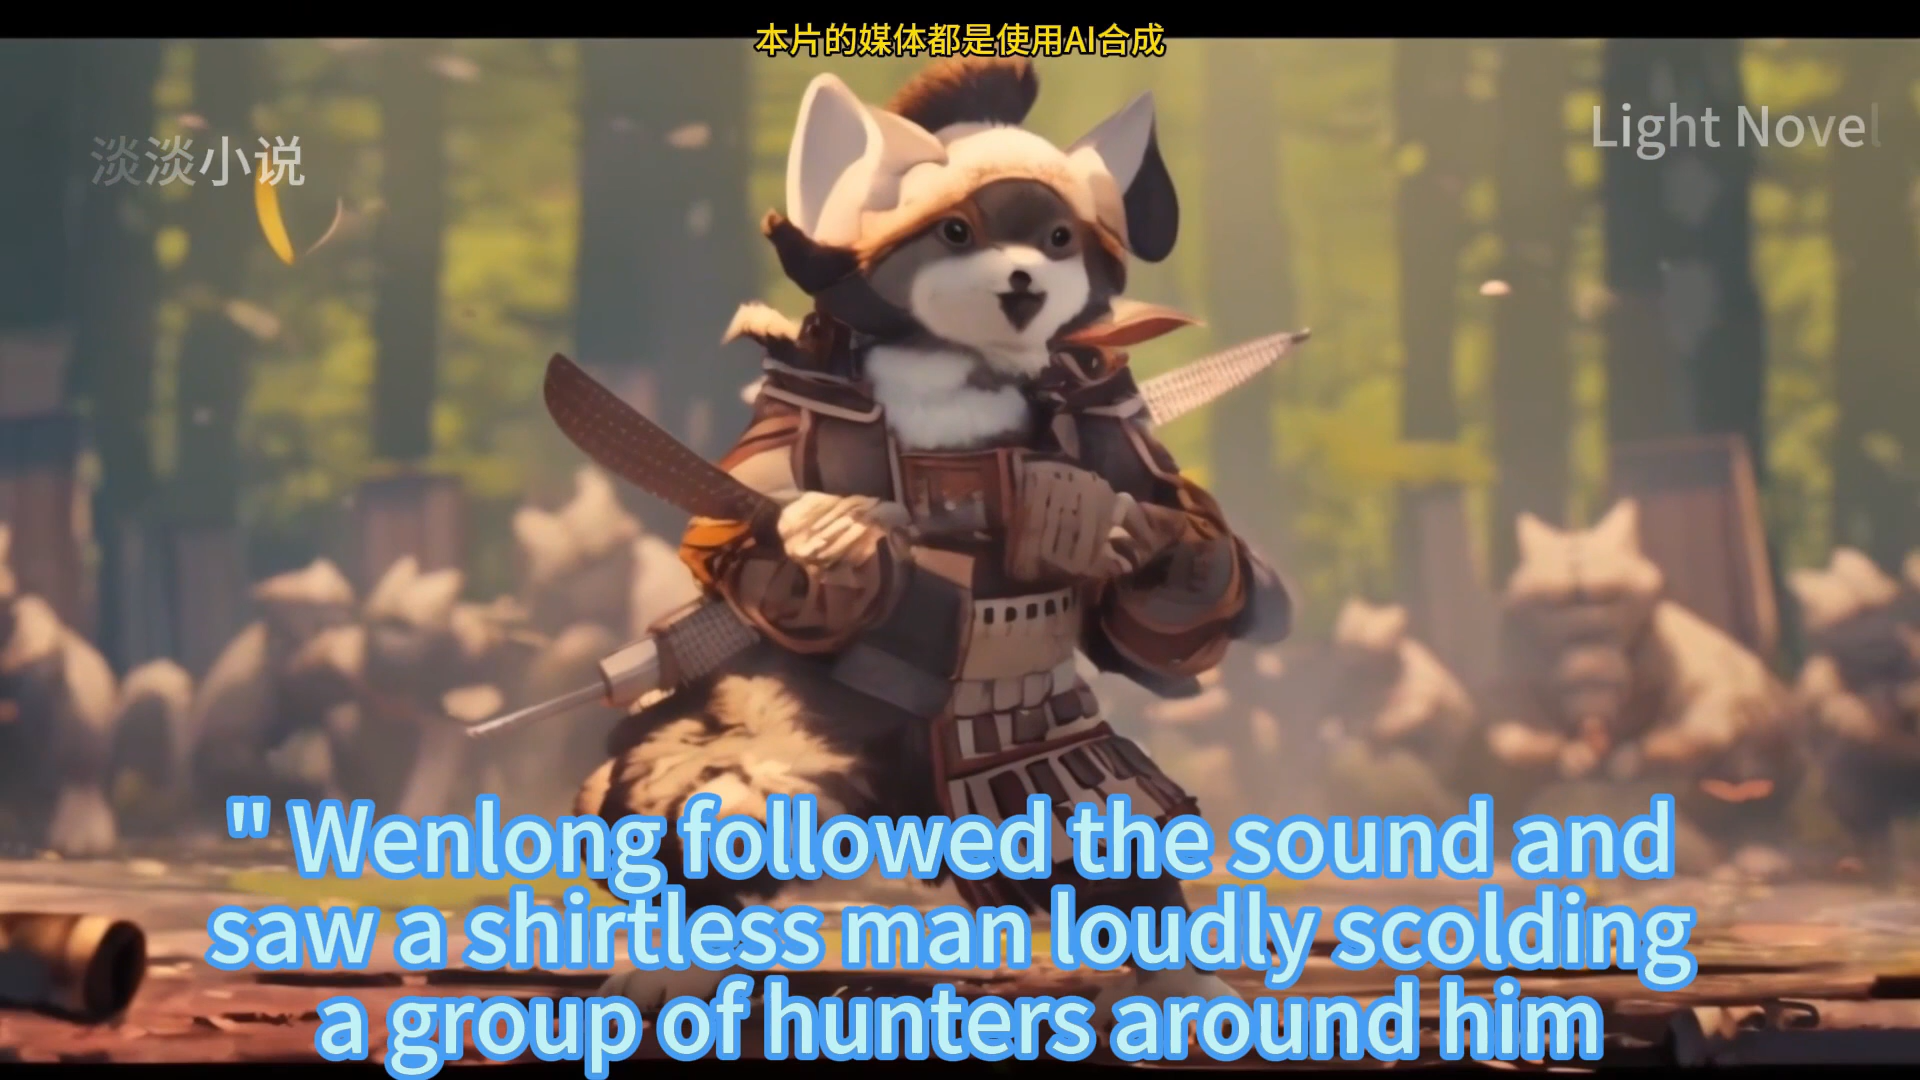 本片的媒体都是使用AI合成
淡淡小说
Light Novel
" Wenlong followed the sound and
saw a shirtless man loudly scolding
a group of hunters around him